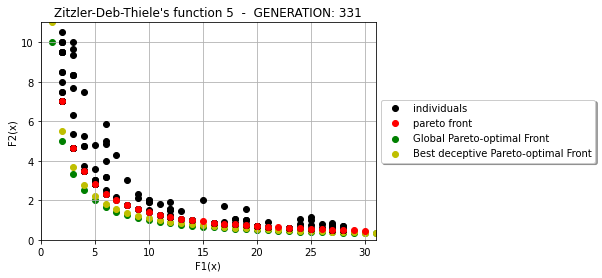 Zitzler-Deb-Thiele's function 5 - GENERATION: 331
F2(x)
10
8
6
4
2
0
0 5 10 15 20 25 30
F1(x)
individuals
pareto front
Global Pareto-optimal Front
Best deceptive Pareto-optimal Front